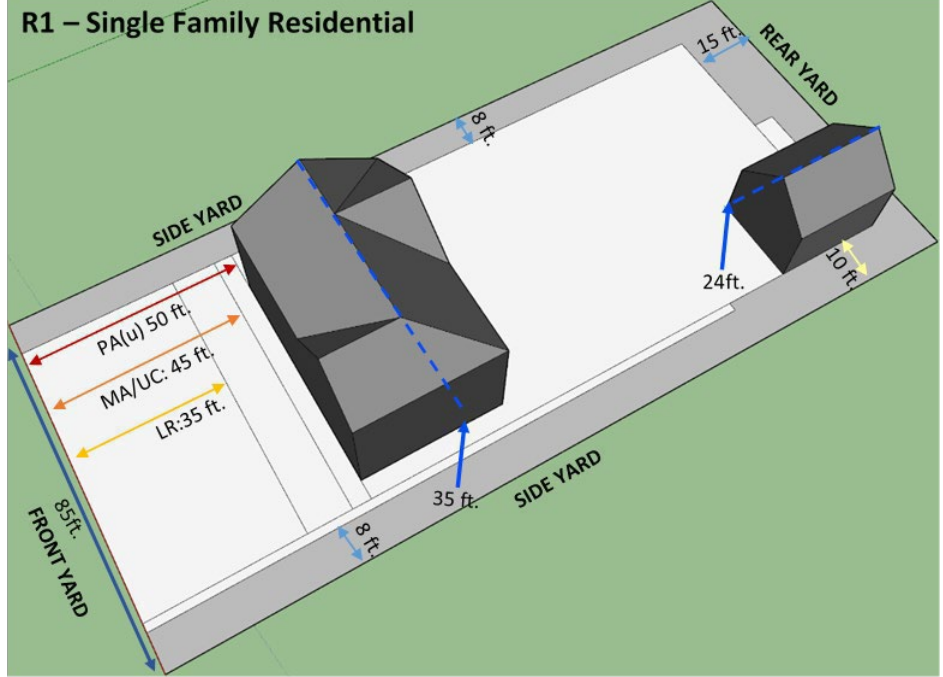 R1 – Single Family Residential
15 ft.
REAR YARD
8 ft.
SIDE YARD
24ft.
10 ft.
PA(u) 50 ft.
MA/UC: 45 ft.
LR:35 ft.
35 ft.
SIDE YARD
85ft.
FRONT YARD
8 ft.